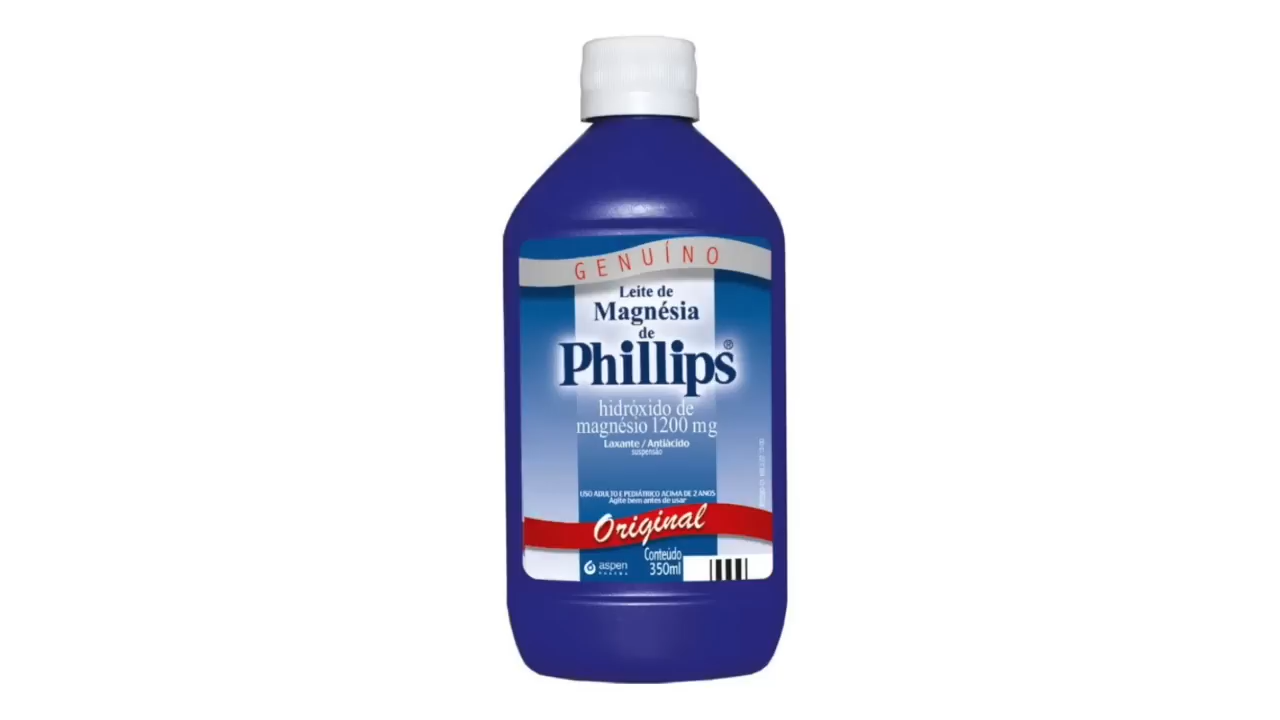 GENUÍNO
Leite de
Magnésia
de
Phillips®
hidróxido de
magnésio 1200 mg
Laxante / Antiácido
suspensão
USO ADULTO E PEDIÁTRICO ACIMA DE 2 ANOS
Agite bem antes de usar
Original
Conteúdo
350ml
aspen
PHARMA